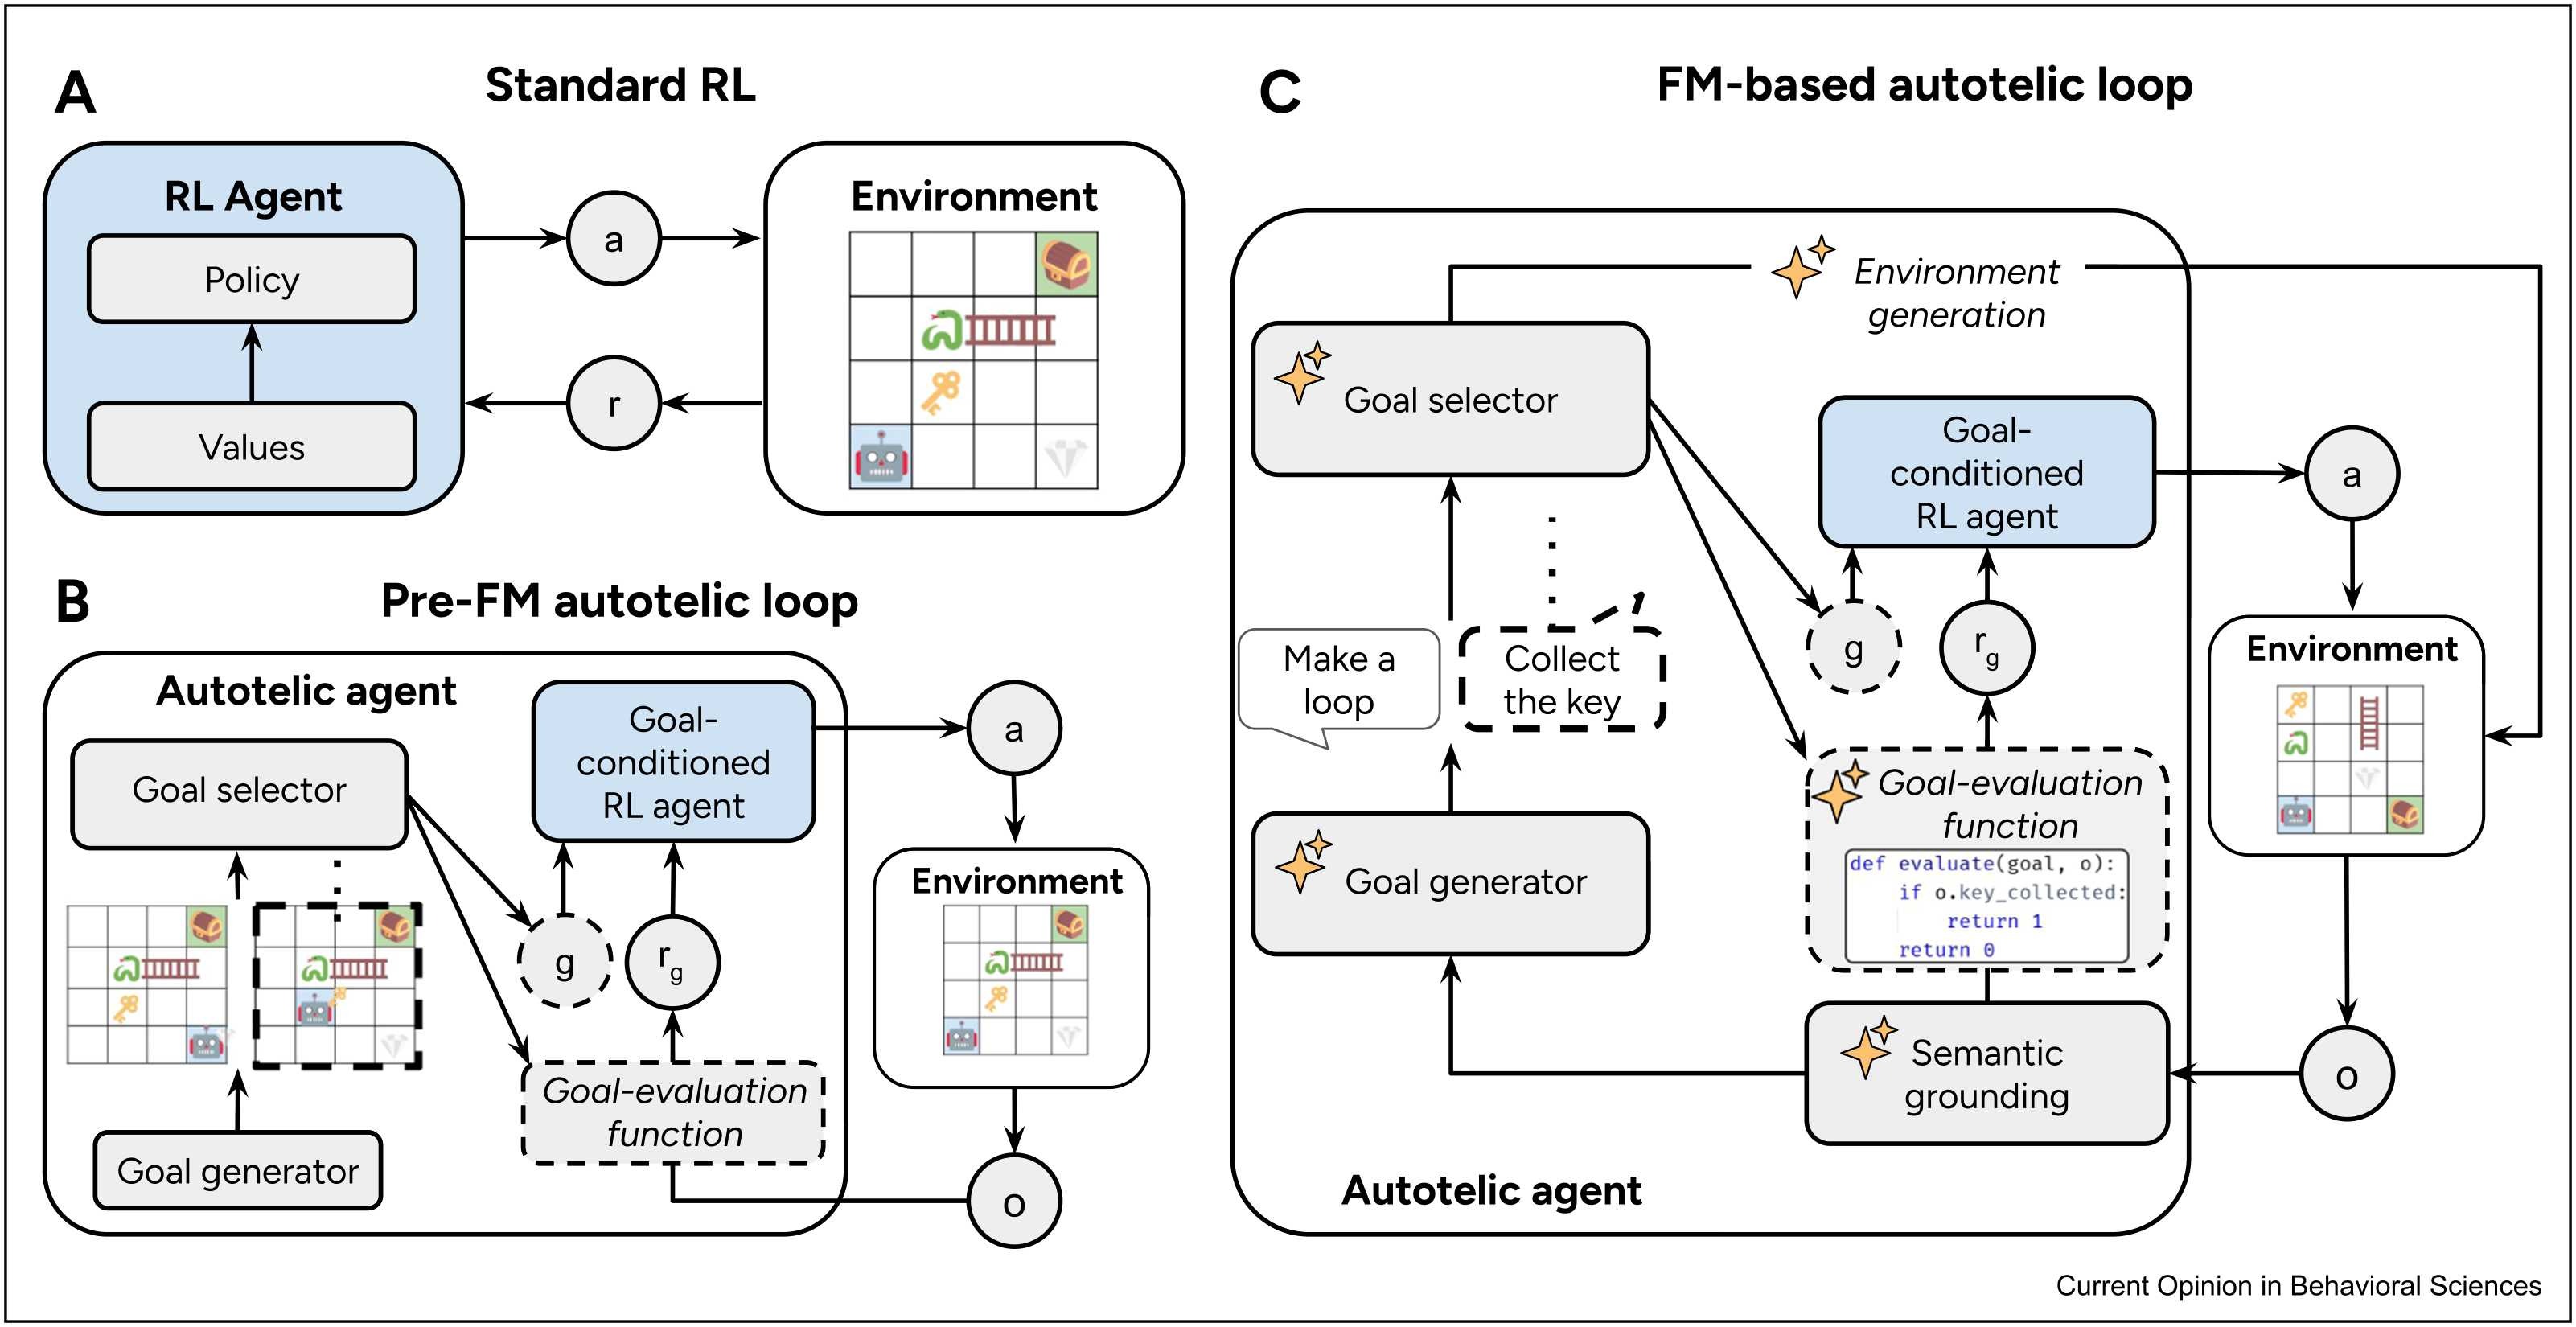 A
Standard RL
RL Agent
Policy
Values
a
r
Environment
B
Pre-FM autotelic loop
Autotelic agent
Goal selector
Goal generator
Goal-
conditioned
RL agent
g
rg
Goal-evaluation
function
a
Environment
o
C
FM-based autotelic loop
Environment
generation
Goal selector
Make a
loop
Collect
the key
Goal generator
Goal-
conditioned
RL agent
g
rg
Goal-evaluation
function
def evaluate(goal, o):
if o.key_collected:
return 1
return 0
Semantic
grounding
a
Environment
o
Autotelic agent
Current Opinion in Behavioral Sciences